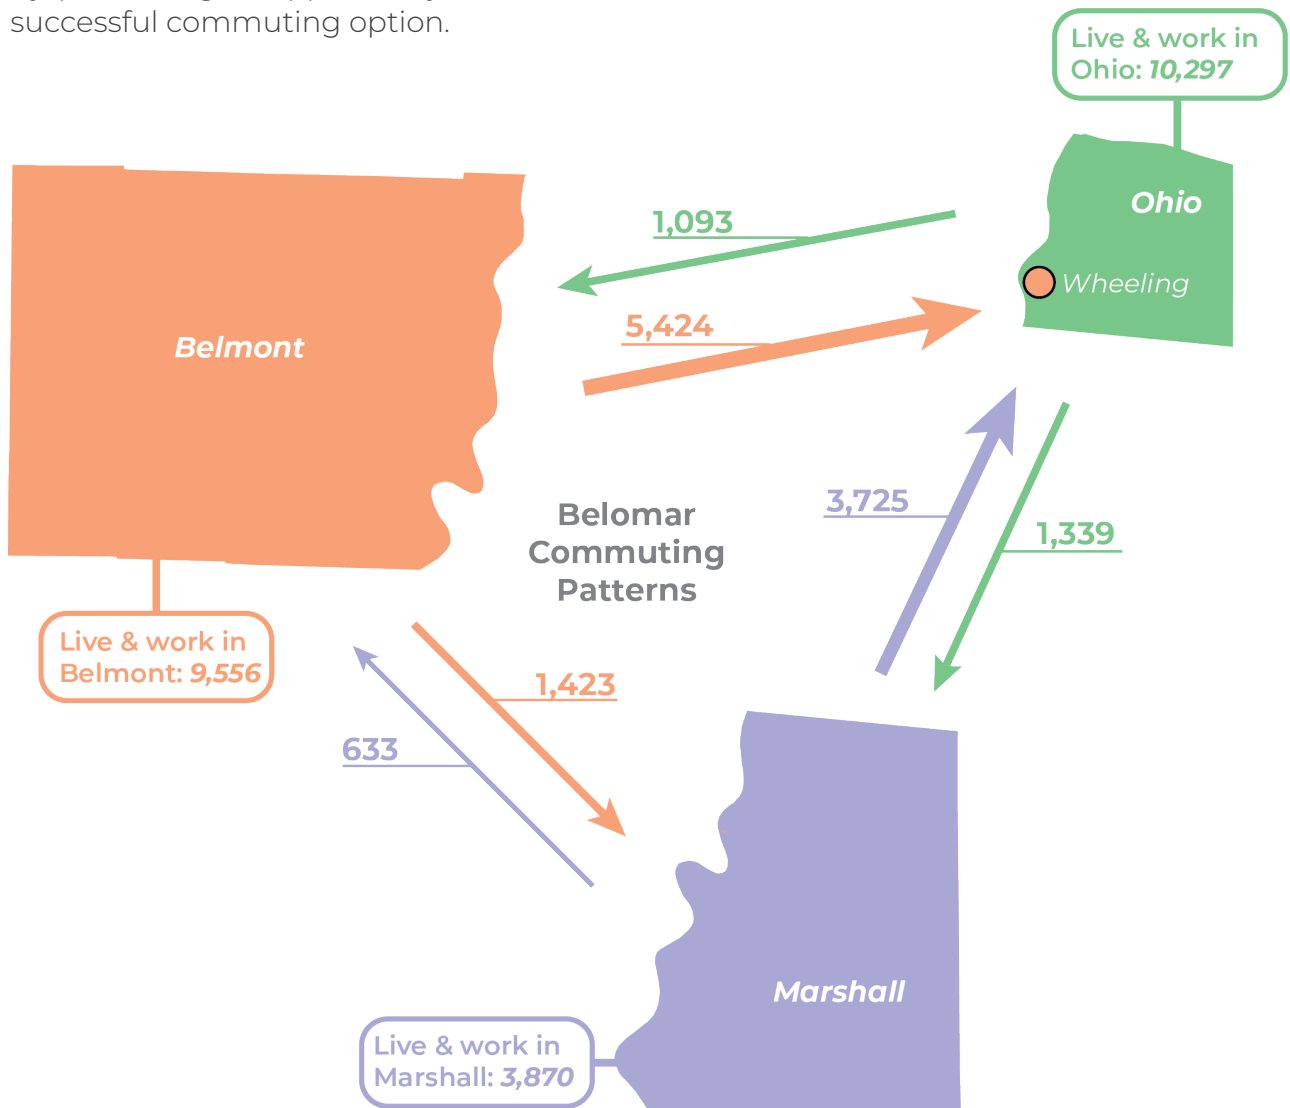 successful commuting option.
Live & work in
Ohio: 10,297
Ohio
1,093
Wheeling
5,424
Belmont
3,725
Belomar
Commuting
Patterns
1,339
Live & work in
Belmont: 9,556
1,423
633
Marshall
Live & work in
Marshall: 3,870